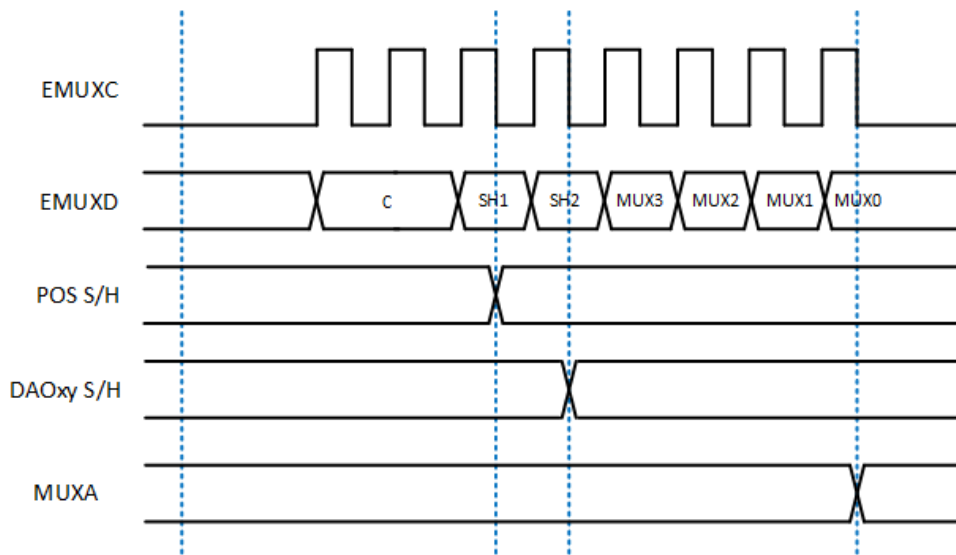 EMUXC
EMUXD C SH1 SH2 MUX3 MUX2 MUX1 MUX0
POS S/H
DAOxy S/H
MUXA